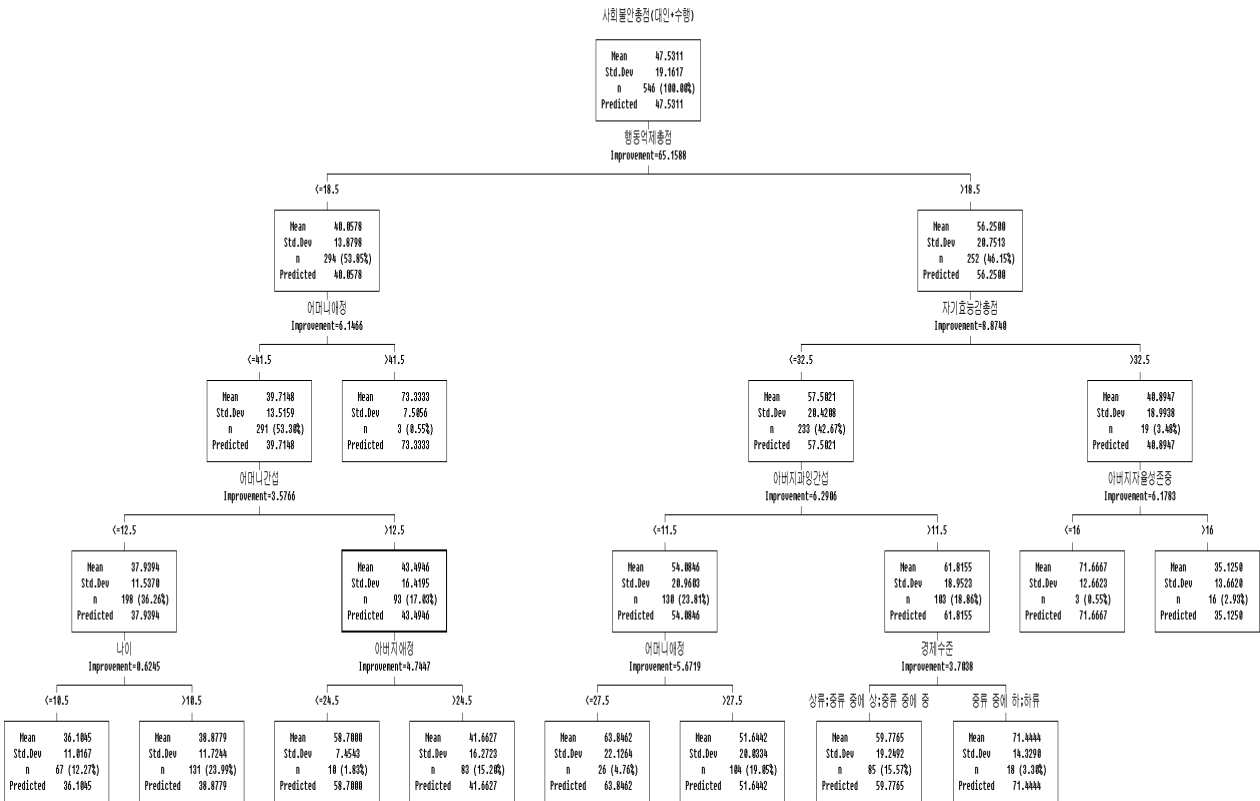 사회불안총점(대인+수행)
Mean 47.5311
Std.Dev 19.1617
n 546 (100.00%)
Predicted 47.5311
행동억제총점
Improvement=65.1588
<=18.5
>18.5
Mean 40.0578
Std.Dev 13.8798
n 294 (53.85%)
Predicted 40.0578
어머니애정
Improvement=6.1466
Mean 56.2500
Std.Dev 20.7513
n 252 (46.15%)
Predicted 56.2500
자기효능감총점
Improvement=8.8740
<=41.5
>41.5
<=32.5
>32.5
Mean 39.7148
Std.Dev 13.5159
n 291 (53.30%)
Predicted 39.7148
어머니간섭
Improvement=3.5766
Mean 73.3333
Std.Dev 7.5056
n 3 (0.55%)
Predicted 73.3333
Mean 57.5021
Std.Dev 20.4208
n 233 (42.67%)
Predicted 57.5021
아버지과잉간섭
Improvement=6.2906
Mean 40.8947
Std.Dev 18.9938
n 19 (3.48%)
Predicted 40.8947
아버지자율성존중
Improvement=6.1783
<=12.5
>12.5
<=11.5
>11.5
<=16
>16
Mean 37.9394
Std.Dev 11.5370
n 198 (36.26%)
Predicted 37.9394
나이
Improvement=0.6245
Mean 43.4946
Std.Dev 16.4195
n 93 (17.03%)
Predicted 43.4946
아버지애정
Improvement=4.7447
Mean 54.0846
Std.Dev 20.9603
n 130 (23.81%)
Predicted 54.0846
어머니애정
Improvement=5.6719
Mean 61.8155
Std.Dev 18.9523
n 103 (18.86%)
Predicted 61.8155
경제수준
Improvement=3.7038
Mean 71.6667
Std.Dev 12.6623
n 3 (0.55%)
Predicted 71.6667
Mean 35.1250
Std.Dev 13.6620
n 16 (2.93%)
Predicted 35.1250
<=10.5
>10.5
<=24.5
>24.5
<=27.5
>27.5
상류;중류 중에 상;중류 중에 중
중류 중에 하;하류
Mean 36.1045
Std.Dev 11.0167
n 67 (12.27%)
Predicted 36.1045
Mean 38.8779
Std.Dev 11.7244
n 131 (23.99%)
Predicted 38.8779
Mean 58.7000
Std.Dev 7.4543
n 10 (1.83%)
Predicted 58.7000
Mean 41.6627
Std.Dev 16.2723
n 83 (15.20%)
Predicted 41.6627
Mean 63.8462
Std.Dev 22.1264
n 26 (4.76%)
Predicted 63.8462
Mean 51.6442
Std.Dev 20.0334
n 104 (19.05%)
Predicted 51.6442
Mean 59.7765
Std.Dev 19.2492
n 85 (15.57%)
Predicted 59.7765
Mean 71.4444
Std.Dev 14.3290
n 18 (3.30%)
Predicted 71.4444